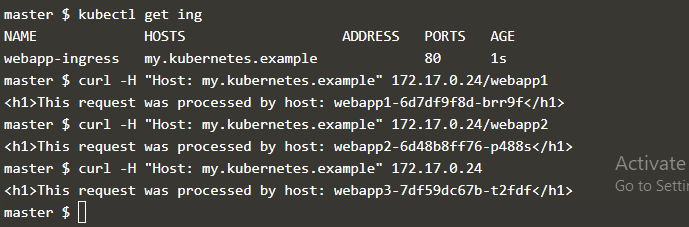 master $ kubectl get ing
NAME HOSTS ADDRESS PORTS AGE
webapp-ingress my.kubernetes.example 80 1s
master $ curl -H "Host: my.kubernetes.example" 172.17.0.24/webapp1
<h1>This request was processed by host: webapp1-6d7df9f8d-brr9f</h1>
master $ curl -H "Host: my.kubernetes.example" 172.17.0.24/webapp2
<h1>This request was processed by host: webapp2-6d48b8ff76-p488s</h1>
master $ curl -H "Host: my.kubernetes.example" 172.17.0.24
<h1>This request was processed by host: webapp3-7df59dc67b-t2fdf</h1>
master $
Activate
Go to